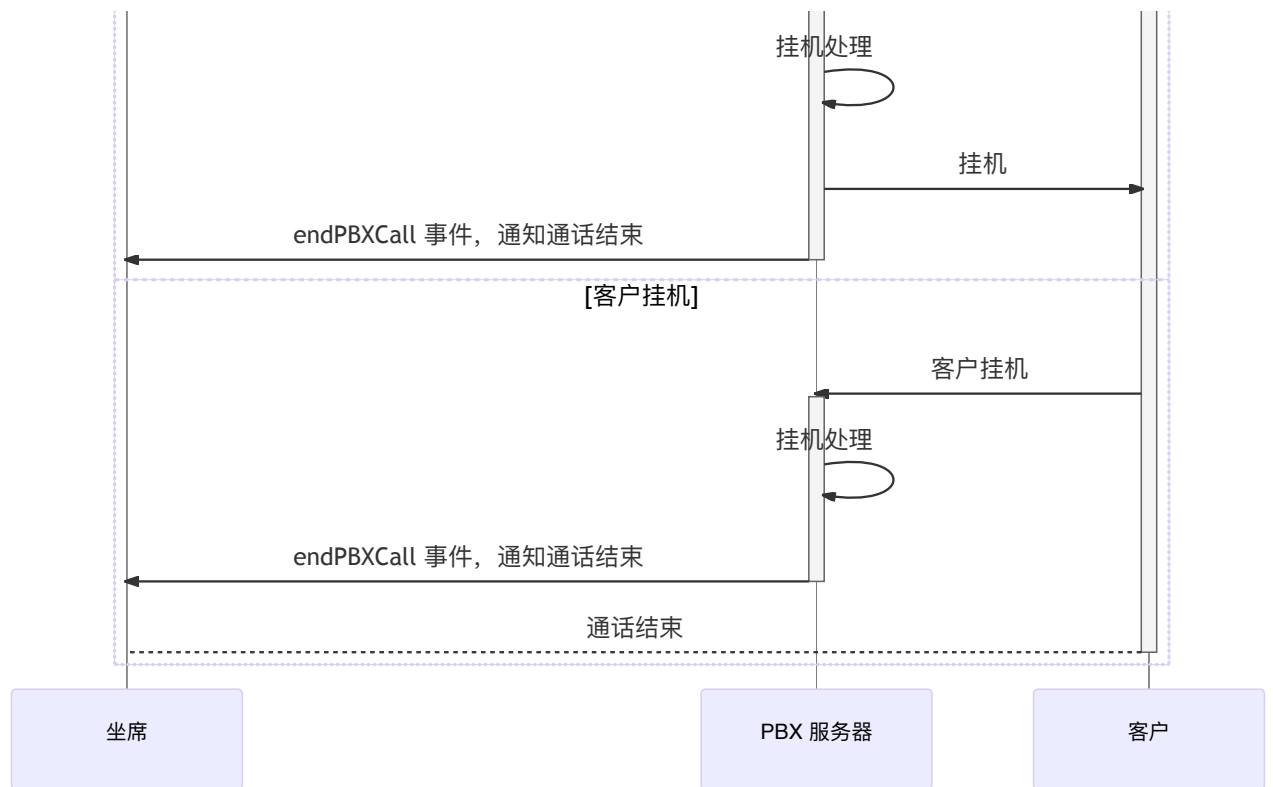 挂机处理
挂机
endPBXCall 事件，通知通话结束
[客户挂机]
客户挂机
挂机处理
endPBXCall 事件，通知通话结束
通话结束
坐席
PBX 服务器
客户